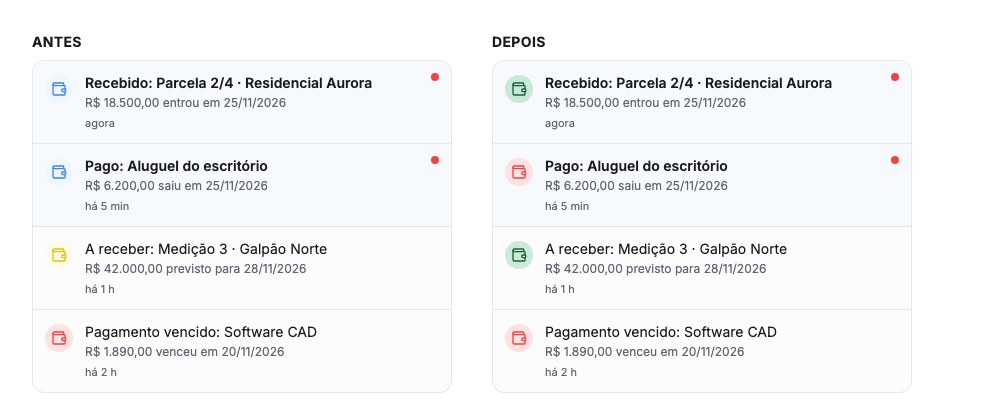 ANTES
Recebido: Parcela 2/4 · Residencial Aurora
R$ 18.500,00 entrou em 25/11/2026
agora
Pago: Aluguel do escritório
R$ 6.200,00 saiu em 25/11/2026
há 5 min
A receber: Medição 3 · Galpão Norte
R$ 42.000,00 previsto para 28/11/2026
há 1 h
Pagamento vencido: Software CAD
R$ 1.890,00 venceu em 20/11/2026
há 2 h
DEPOIS
Recebido: Parcela 2/4 · Residencial Aurora
R$ 18.500,00 entrou em 25/11/2026
agora
Pago: Aluguel do escritório
R$ 6.200,00 saiu em 25/11/2026
há 5 min
A receber: Medição 3 · Galpão Norte
R$ 42.000,00 previsto para 28/11/2026
há 1 h
Pagamento vencido: Software CAD
R$ 1.890,00 venceu em 20/11/2026
há 2 h